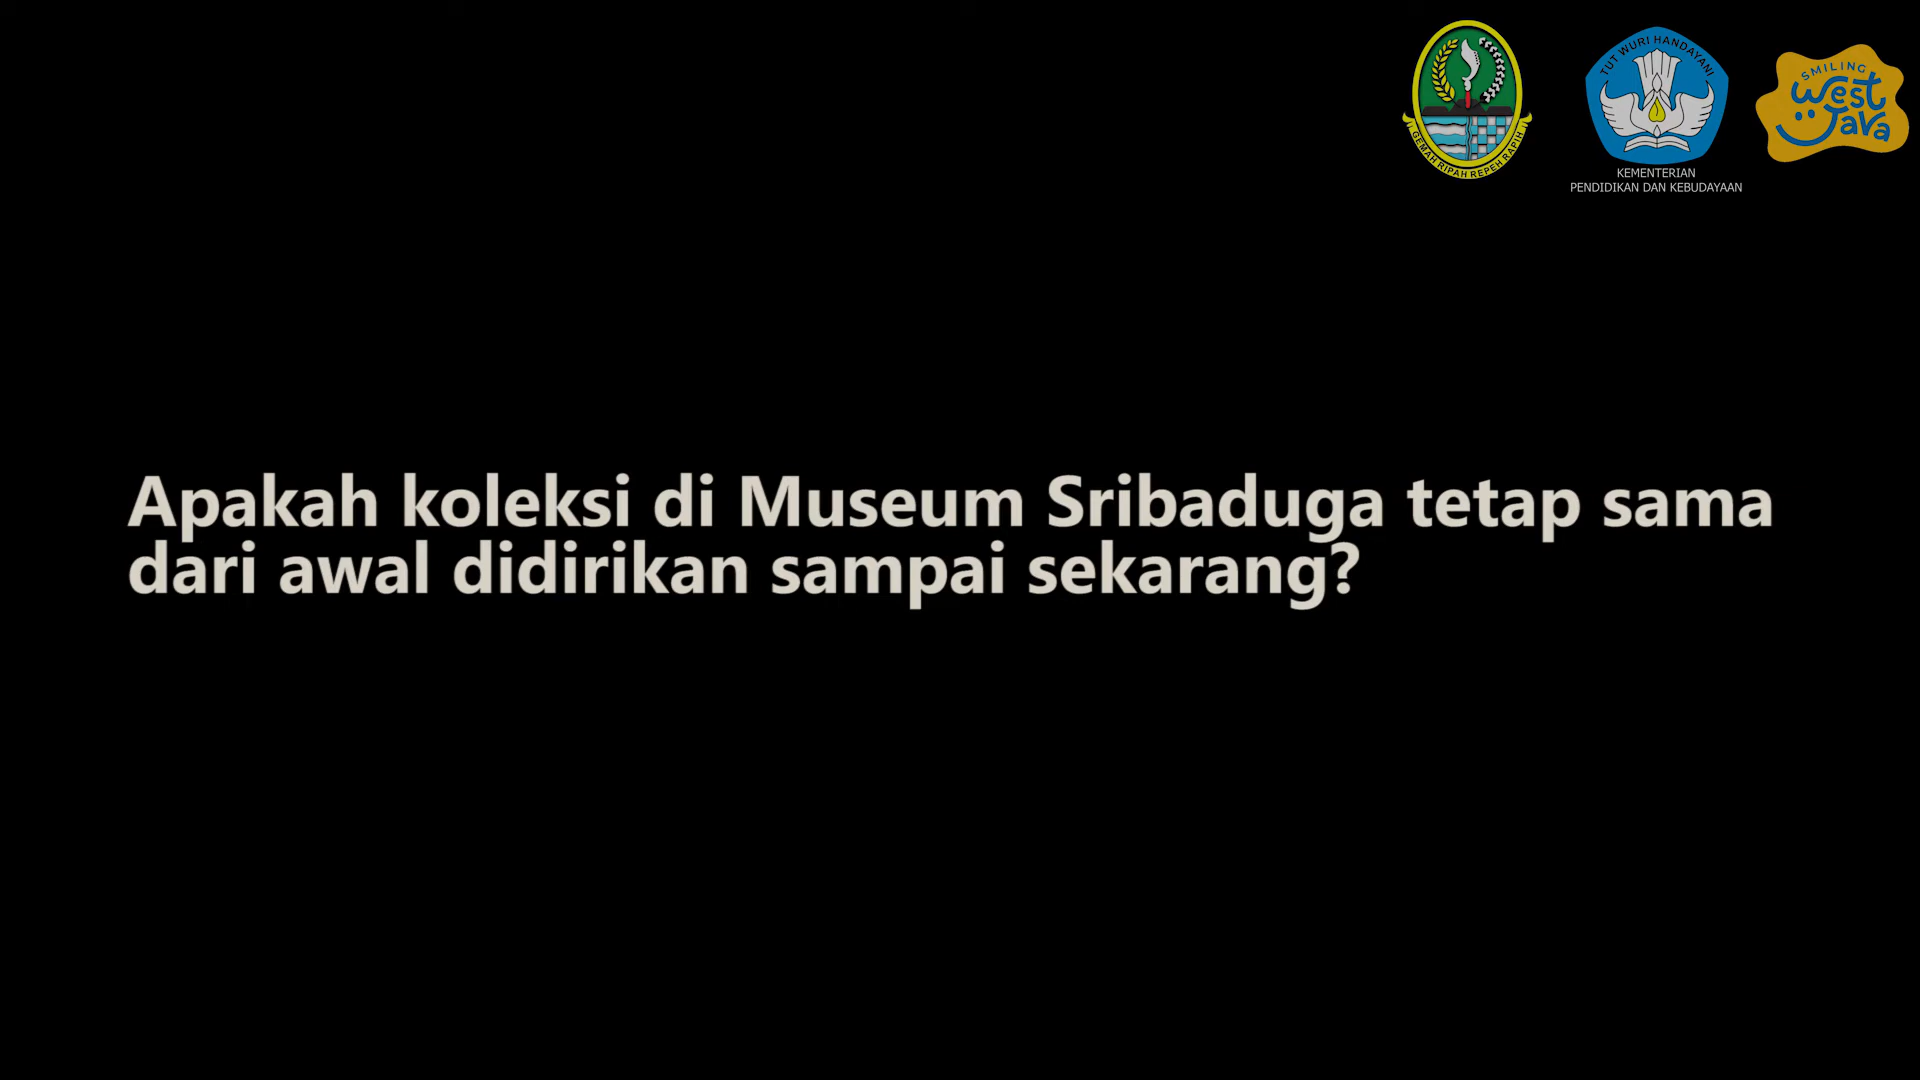 GEMAH RIPAH REPEH RAPIH
TUT WURI HANDAYANI
KEMENTERIAN
PENDIDIKAN DAN KEBUDAYAAN
SMILING
West
Java
Apakah koleksi di Museum Sribaduga tetap sama
dari awal didirikan sampai sekarang?